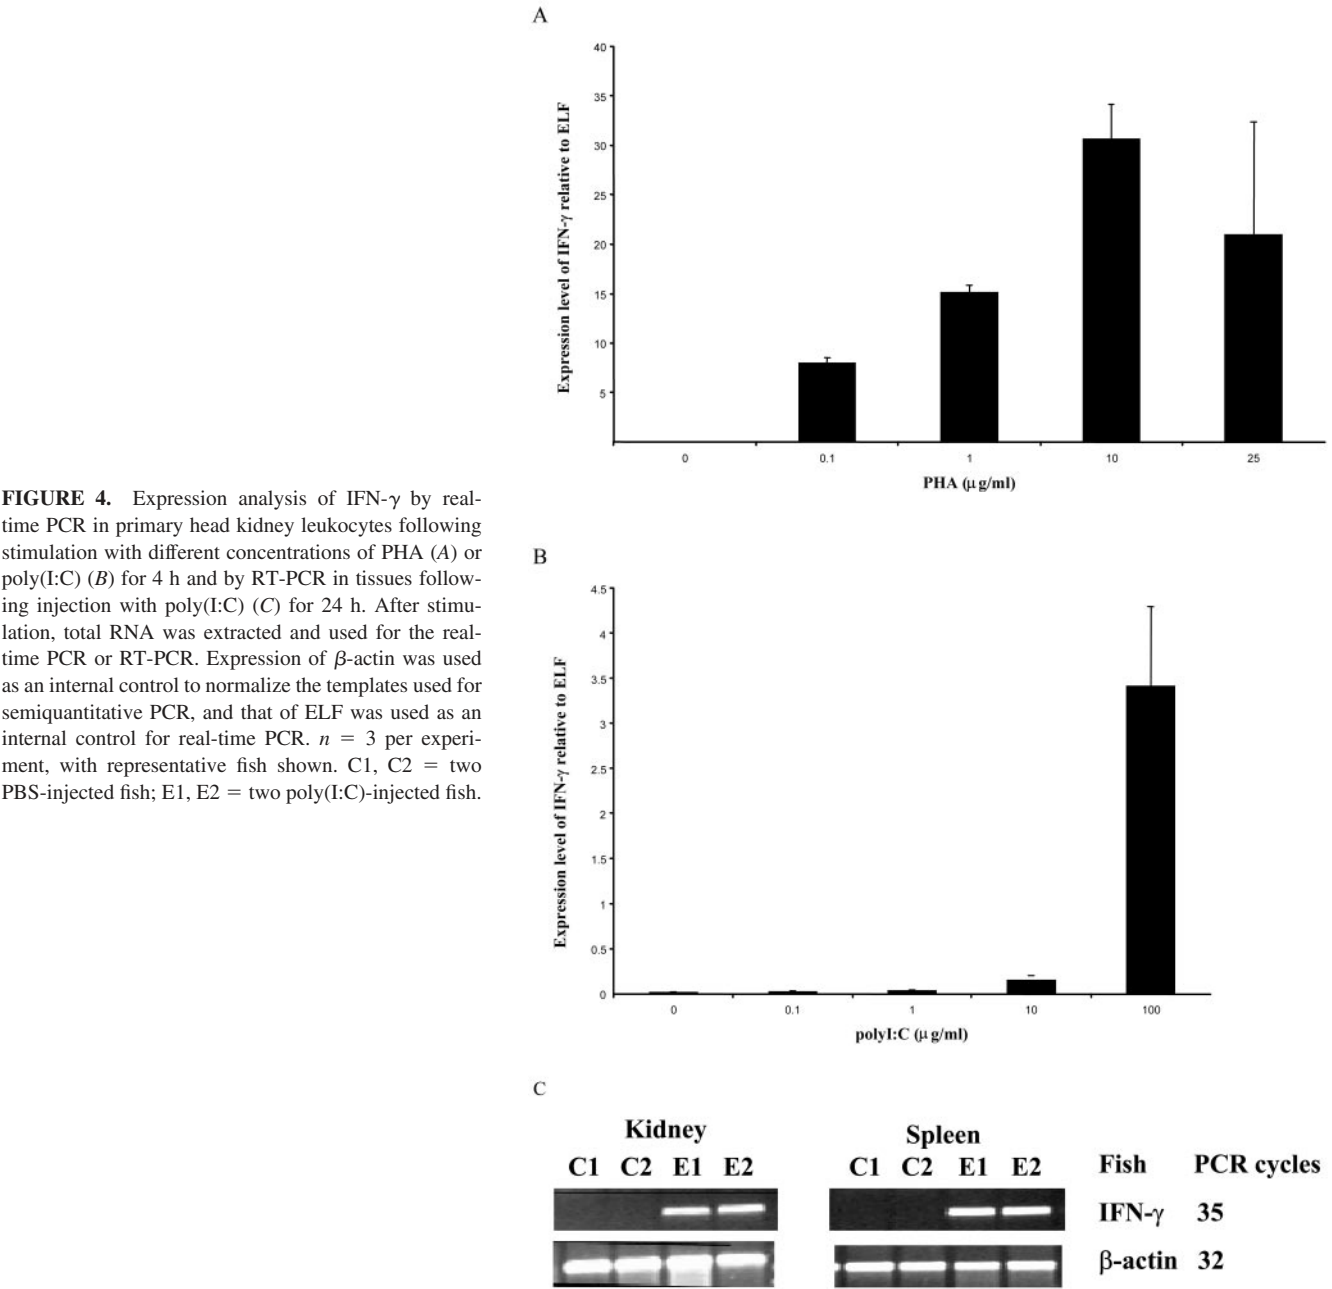 A
40
35
30
25
20
15
10
5
Expression level of IFN-γ relative to ELF
0 0.1 1 10 25
PHA (μ g/ml)
FIGURE 4. Expression analysis of IFN-γ by real-
time PCR in primary head kidney leukocytes following
stimulation with different concentrations of PHA (A) or
poly(I:C) (B) for 4 h and by RT-PCR in tissues follow-
ing injection with poly(I:C) (C) for 24 h. After stimu-
lation, total RNA was extracted and used for the real-
time PCR or RT-PCR. Expression of β-actin was used
as an internal control to normalize the templates used for
semiquantitative PCR, and that of ELF was used as an
internal control for real-time PCR. n = 3 per experi-
ment, with representative fish shown. C1, C2 = two
PBS-injected fish; E1, E2 = two poly(I:C)-injected fish.
B
4.5
4
3.5
3
2.5
2
1.5
1
0.5
0
Expression level of IFN-γ relative to ELF
0 0.1 1 10 100
polyI:C (μ g/ml)
C
Kidney Spleen
C1 C2 E1 E2 C1 C2 E1 E2 Fish PCR cycles
IFN-γ 35
β-actin 32